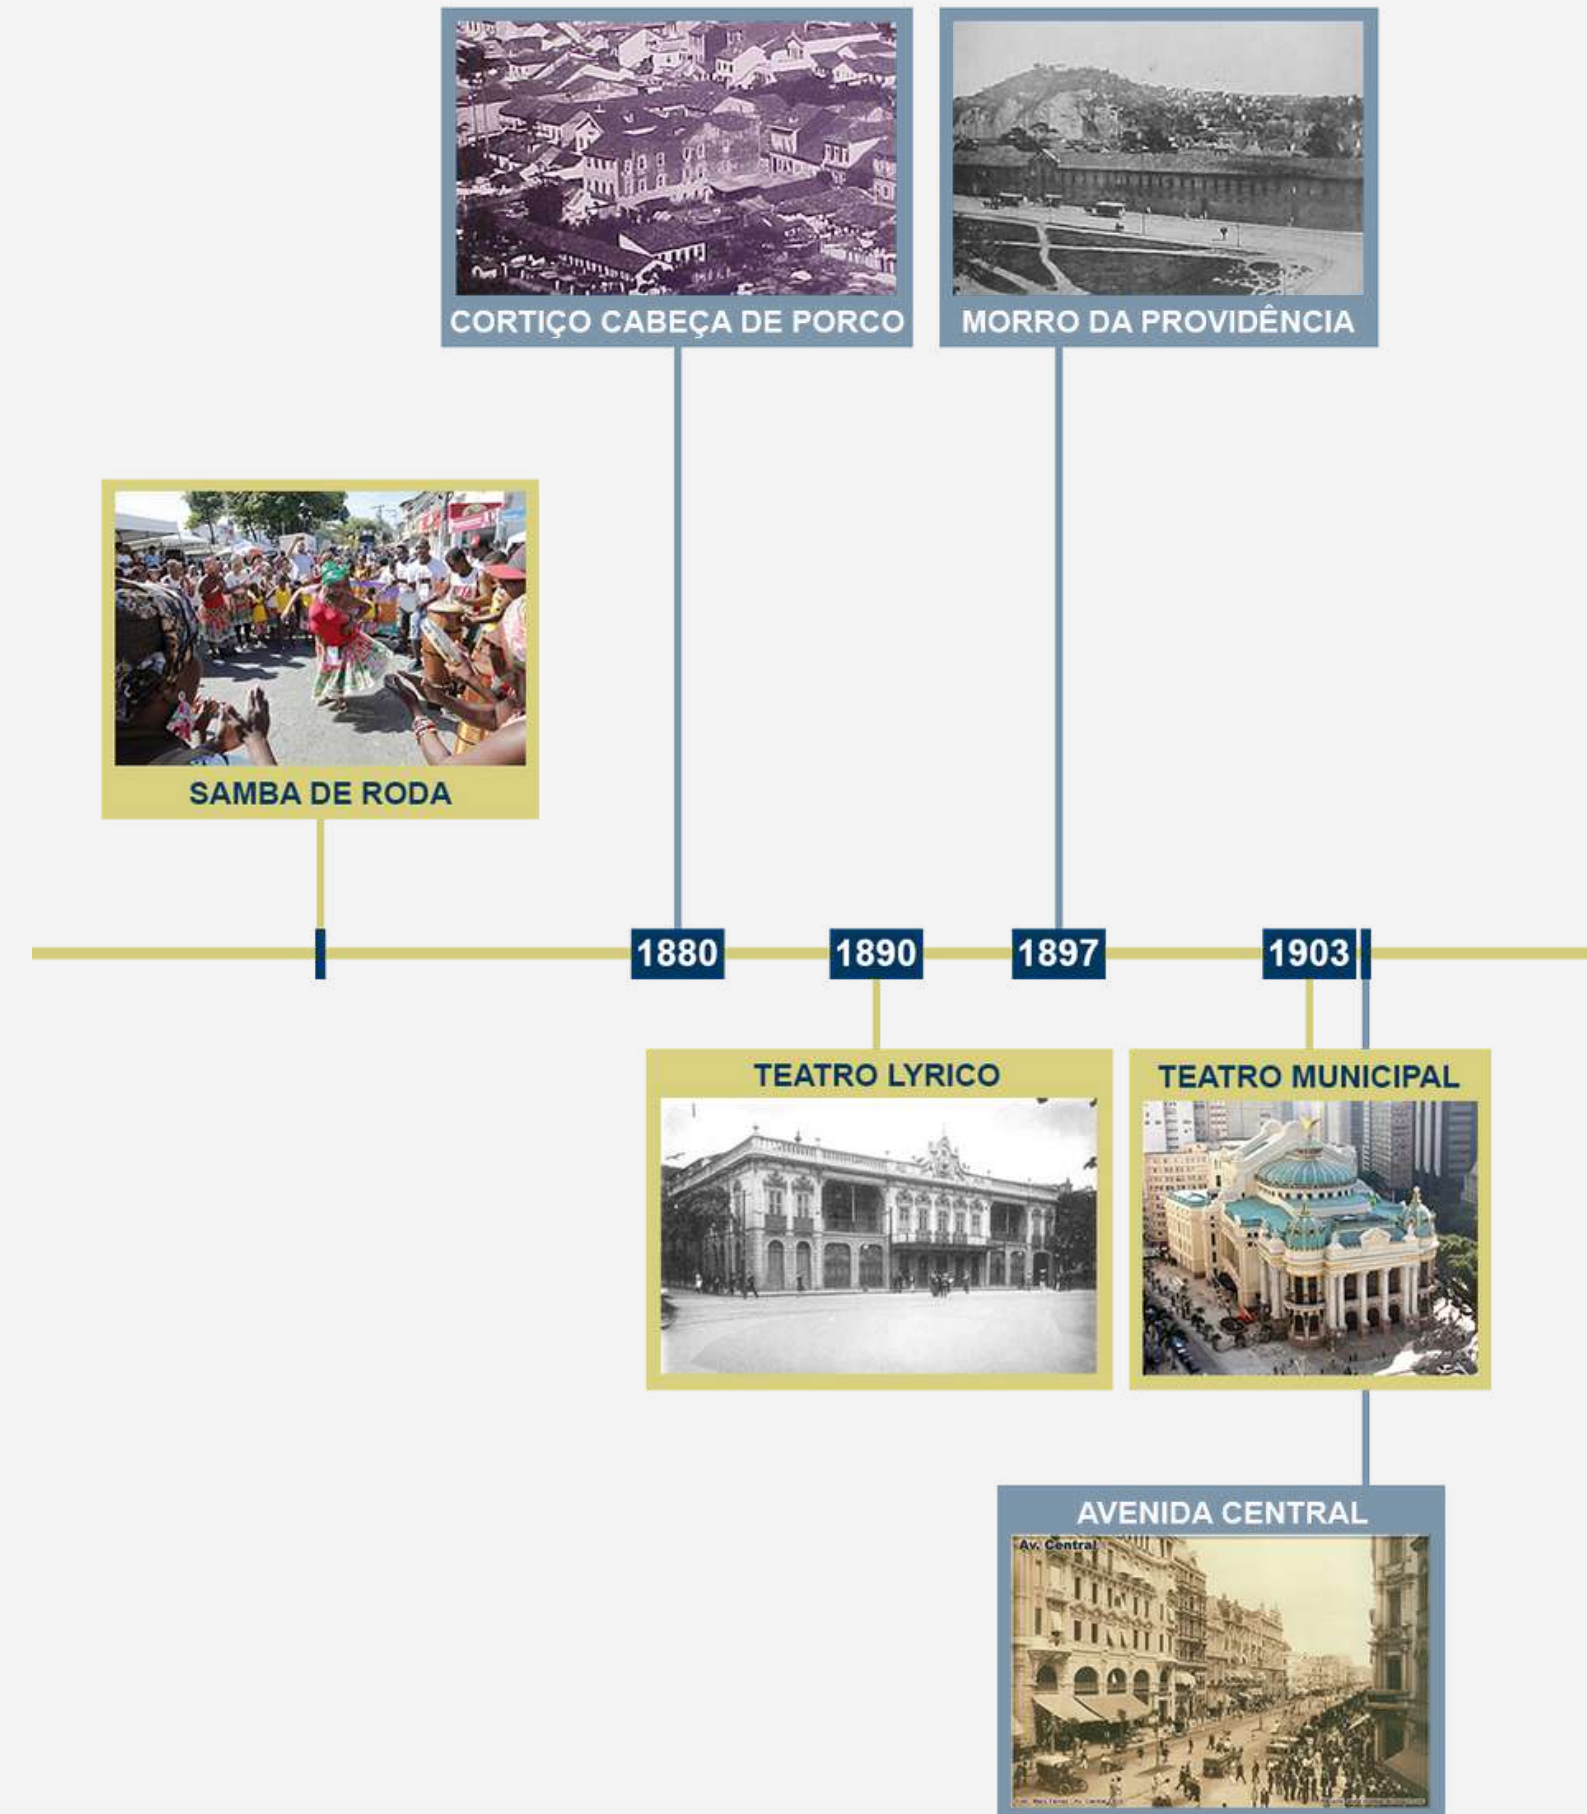 CORTIÇO CABEÇA DE PORCO
MORRO DA PROVIDÊNCIA
SAMBA DE RODA
1880
1890
1897
1903
TEATRO LYRICO
TEATRO MUNICIPAL
AVENIDA CENTRAL
Av. Central